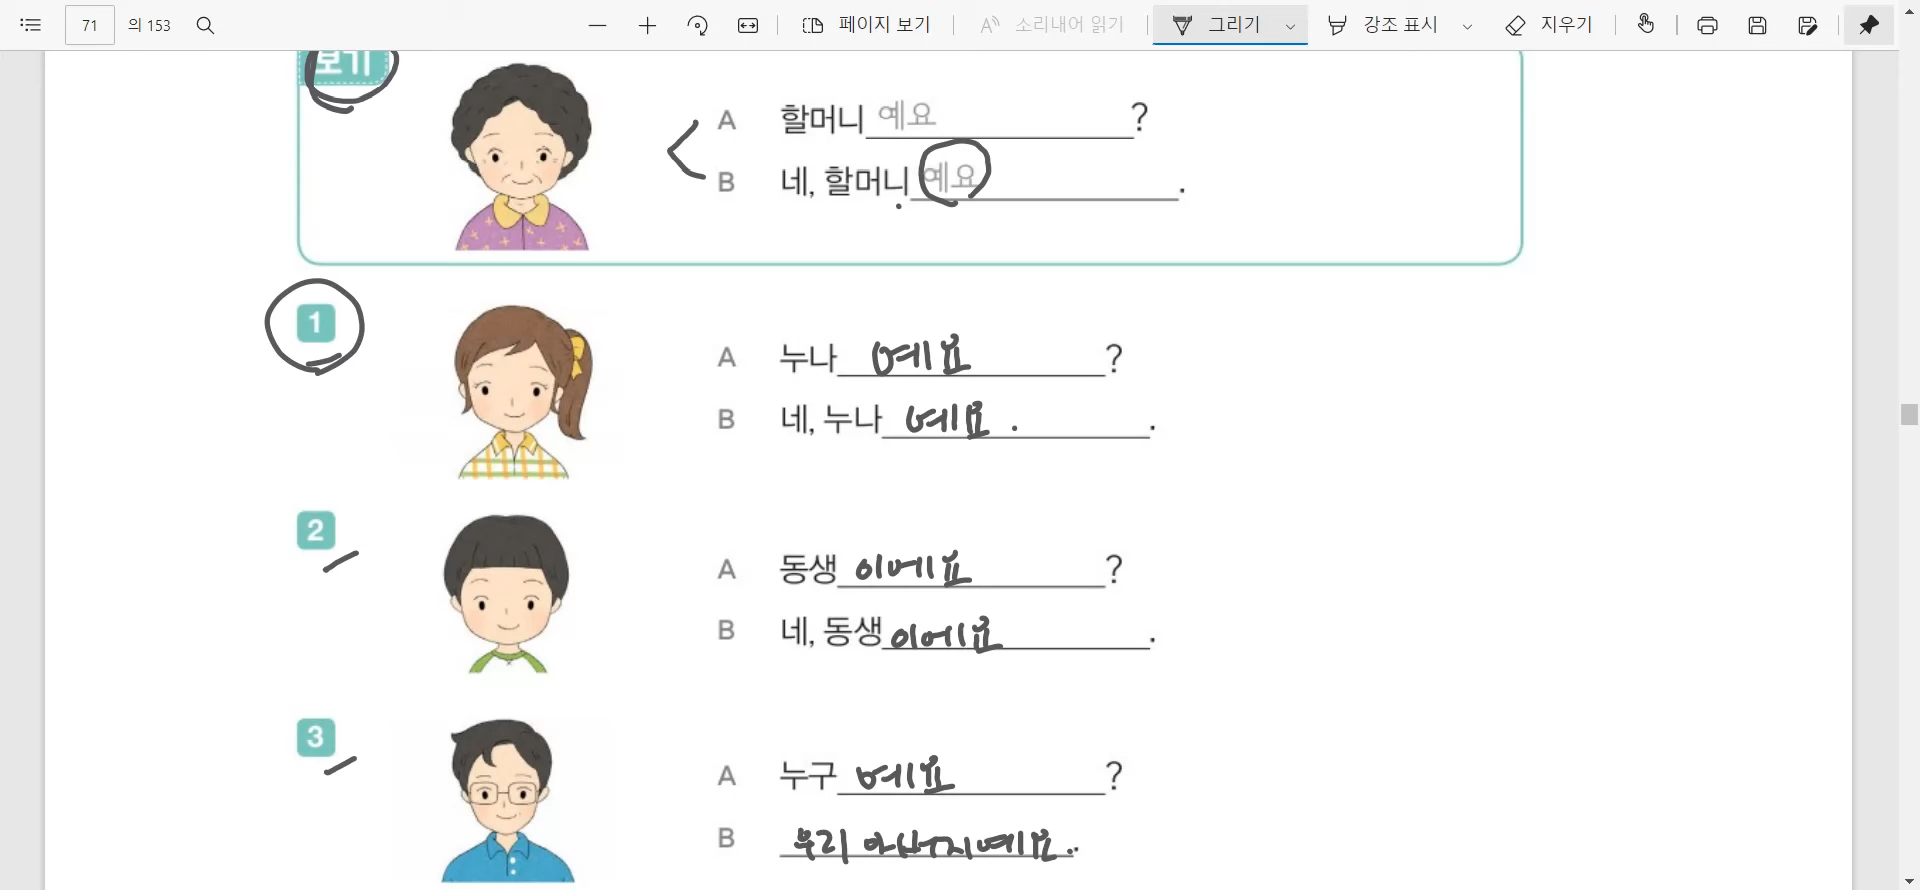 71 의 153 페이지 보기 소리내어 읽기 그리기 강조 표시 지우기
보기
A 할머니 예요 ?
B 네, 할머니 예요 .
1
A 누나 예요 ?
B 네, 누나 예요 . .
2
A 동생 이에요 ?
B 네, 동생 이에요 .
3
A 누구 예요 ?
B 우리 아버지예요.